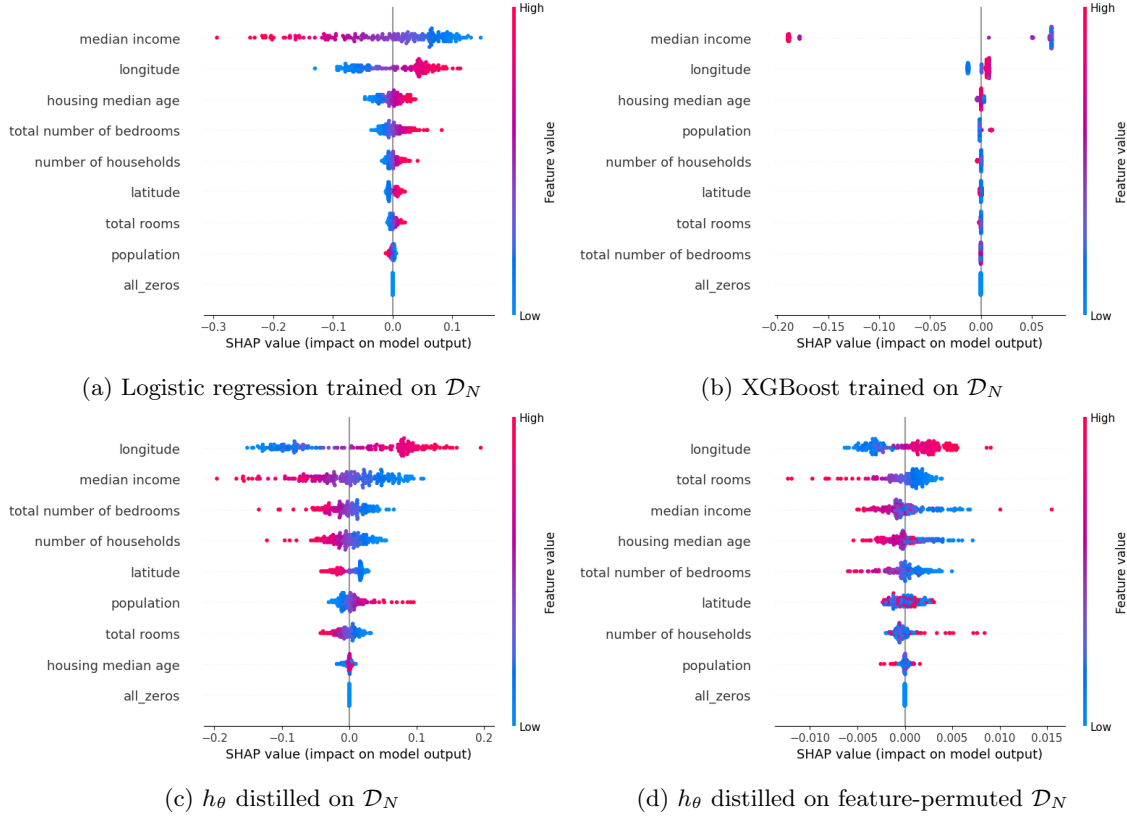 High
median income
longitude
housing median age
total number of bedrooms
number of households
latitude
total rooms
population
all_zeros
Feature value
Low
−0.3 −0.2 −0.1 0.0 0.1
SHAP value (impact on model output)
(a) Logistic regression trained on 𝒟_N
High
median income
longitude
housing median age
population
number of households
latitude
total rooms
total number of bedrooms
all_zeros
Feature value
Low
−0.20 −0.15 −0.10 −0.05 0.00 0.05
SHAP value (impact on model output)
(b) XGBoost trained on 𝒟_N
High
longitude
median income
total number of bedrooms
number of households
latitude
population
total rooms
housing median age
all_zeros
Feature value
Low
−0.2 −0.1 0.0 0.1 0.2
SHAP value (impact on model output)
(c) h_θ distilled on 𝒟_N
High
longitude
total rooms
median income
housing median age
total number of bedrooms
latitude
number of households
population
all_zeros
Feature value
Low
−0.010 −0.005 0.000 0.005 0.010 0.015
SHAP value (impact on model output)
(d) h_θ distilled on feature-permuted 𝒟_N